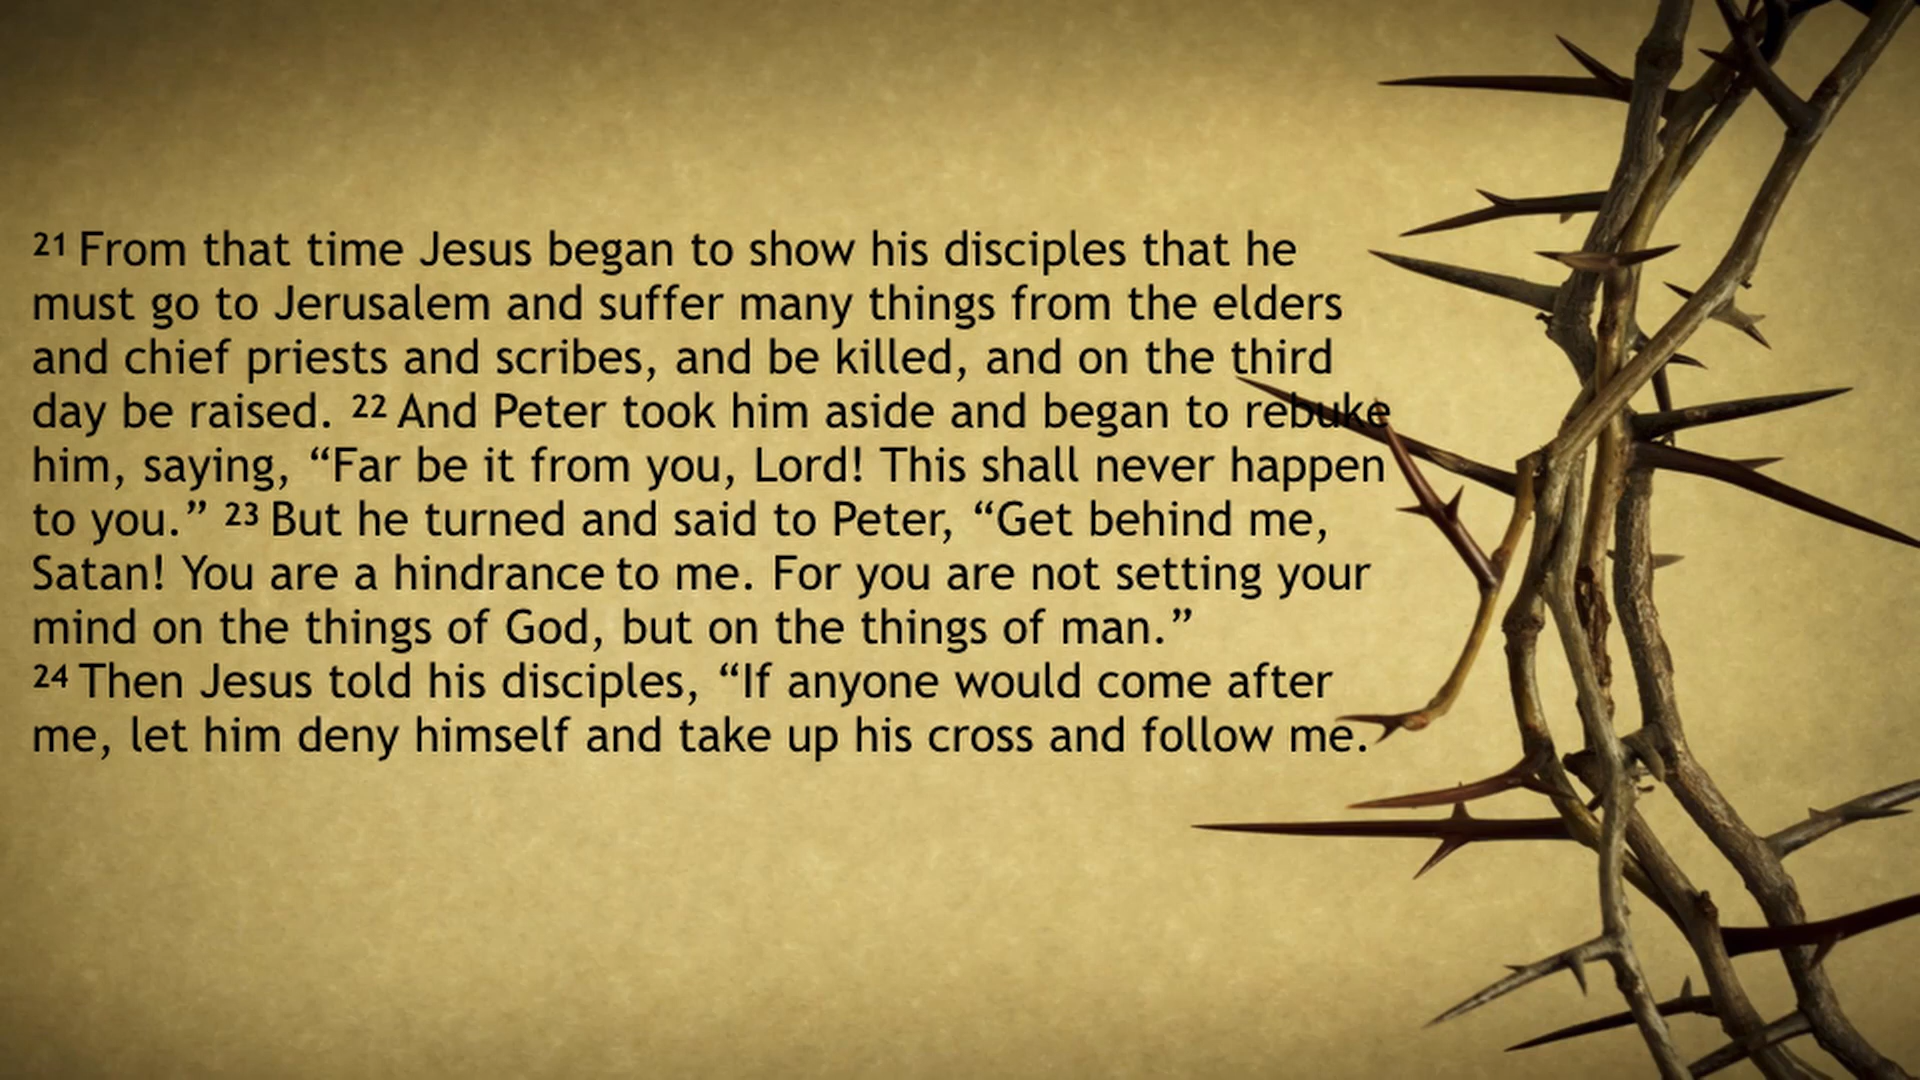 21 From that time Jesus began to show his disciples that he
must go to Jerusalem and suffer many things from the elders
and chief priests and scribes, and be killed, and on the third
day be raised. 22 And Peter took him aside and began to rebuke
him, saying, “Far be it from you, Lord! This shall never happen
to you.” 23 But he turned and said to Peter, “Get behind me,
Satan! You are a hindrance to me. For you are not setting your
mind on the things of God, but on the things of man.”
24 Then Jesus told his disciples, “If anyone would come after
me, let him deny himself and take up his cross and follow me.